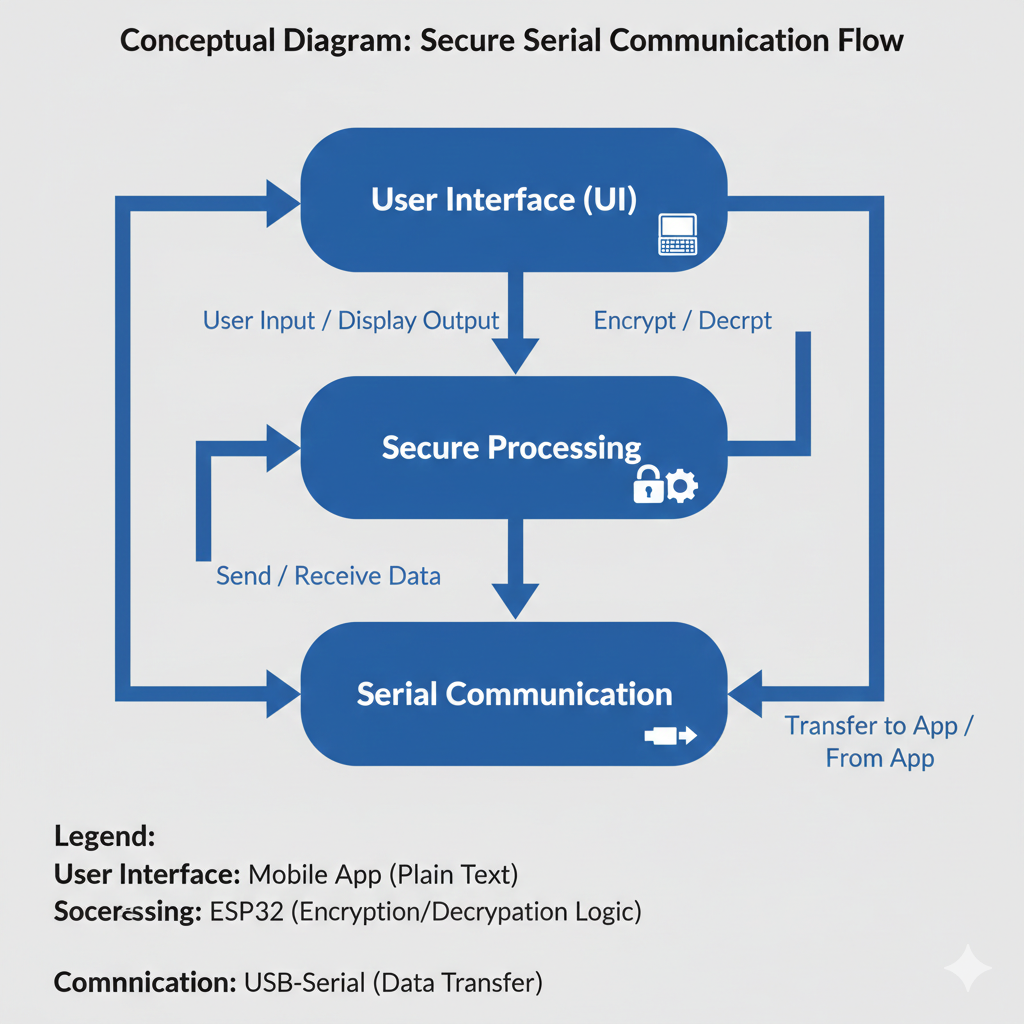 Conceptual Diagram: Secure Serial Communication Flow
User Interface (UI)
User Input / Display Output
Encrypt / Decrpt
Secure Processing
Send / Receive Data
Serial Communication
Transfer to App /
From App
Legend:
User Interface: Mobile App (Plain Text)
Soceressing: ESP32 (Encryption/Decrypation Logic)
Comnnication: USB-Serial (Data Transfer)